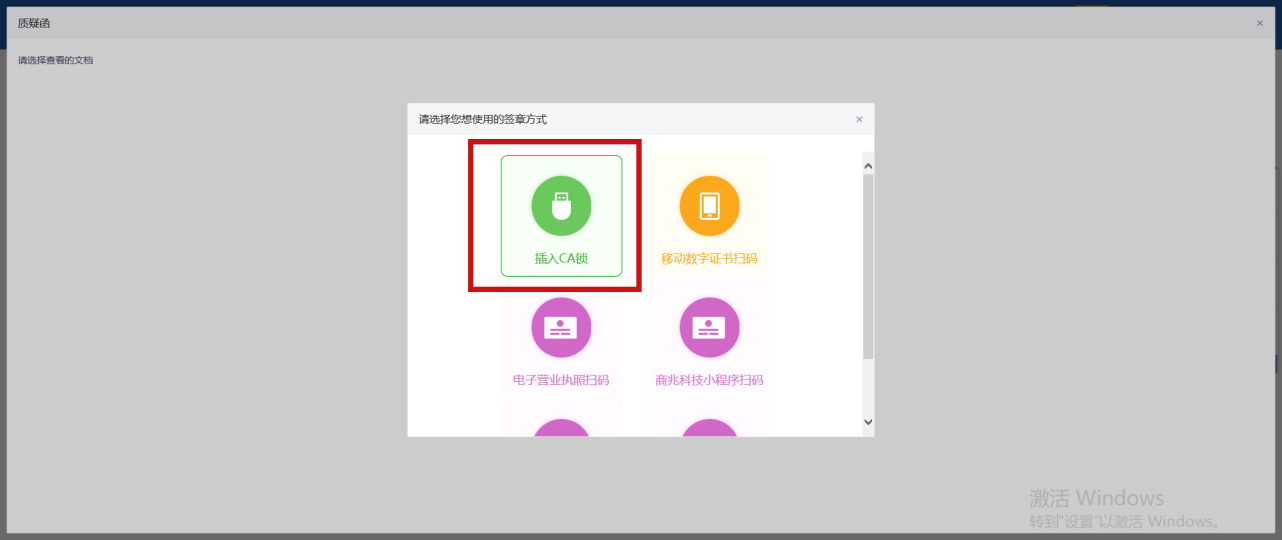 质疑函
请选择查看的文档
请选择您想使用的签章方式
插入CA锁
移动数字证书扫码
电子营业执照扫码
商兆科技小程序扫码
激活 Windows
转到"设置"以激活 Windows。